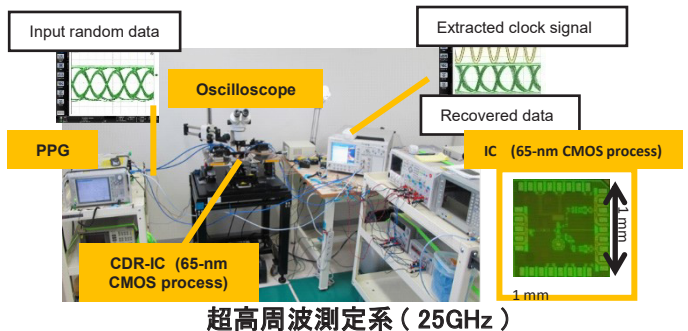 Input random data
Extracted clock signal
Oscilloscope
Recovered data
PPG
IC (65-nm CMOS process)
1 mm
CDR-IC (65-nm
CMOS process)
1 mm
超高周波測定系 ( 25GHz )